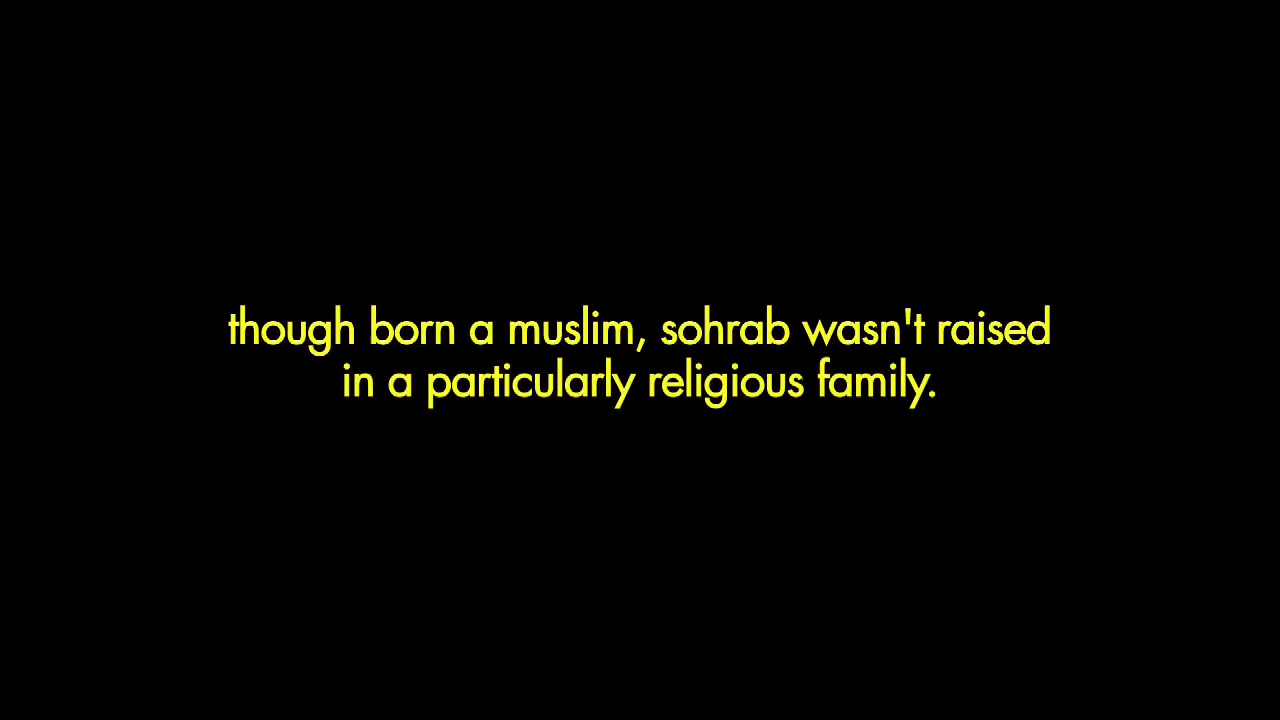 though born a muslim, sohrab wasn't raised
in a particularly religious family.